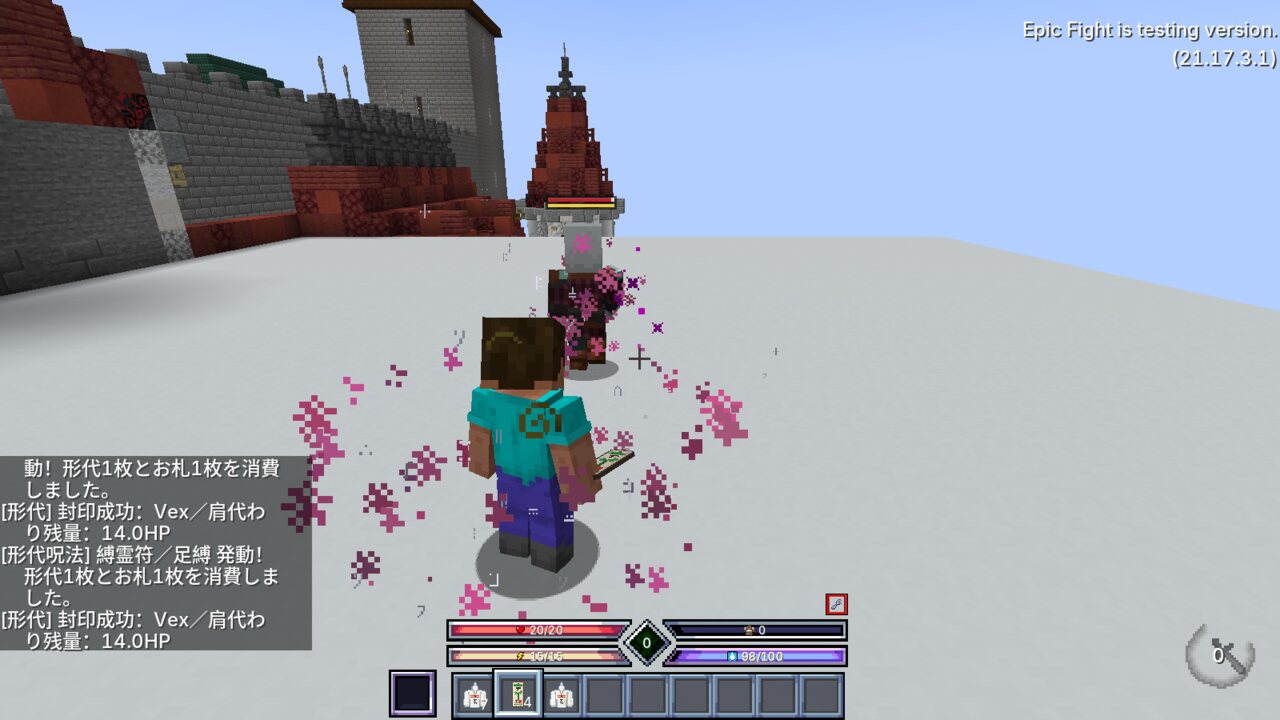 Epic Fight is testing version.
(21.17.3.1)
動！形代1枚とお札1枚を消費
しました。
[形代] 封印成功：Vex／肩代わ
り残量：14.0HP
[形代呪法] 縛霊符／足縛 発動！
形代1枚とお札1枚を消費しま
した。
[形代] 封印成功：Vex／肩代わ
り残量：14.0HP
20/20
0
0
15/15
98/100
7
4
0